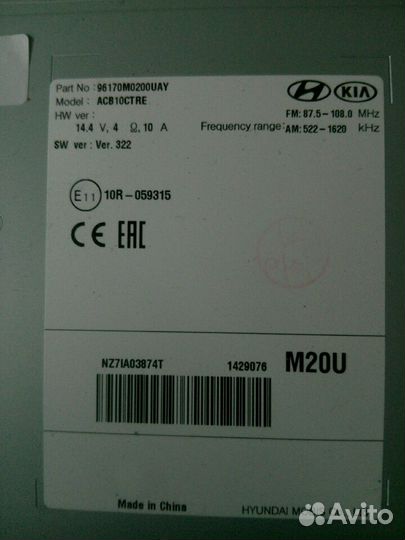 Part No : 96170M0200UAY
Model : ACB10CTRE
HW ver :
14.4 V, 4 Ω, 10 A
SW ver : Ver. 322
HYUNDAI KIA
FM: 87.5-108.0 MHz
Frequency range: AM: 522-1620 kHz
E11 10R-059315
CE EAC
NZ7IA03874T 1429076 M20U
Made in China
HYUNDAI
Avito